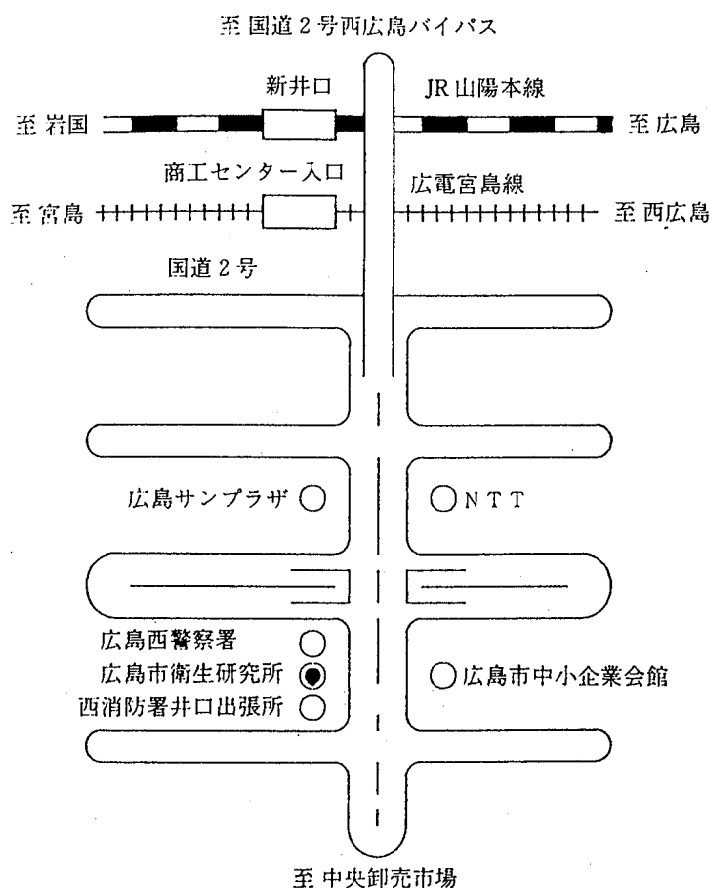 至 国道2号西広島バイパス
新井口
JR山陽本線
至 岩国
至 広島
商工センター入口
広電宮島線
至 宮島
至 西広島
国道2号
広島サンプラザ
NTT
広島西警察署
広島市衛生研究所
広島市中小企業会館
西消防署井口出張所
至 中央卸売市場